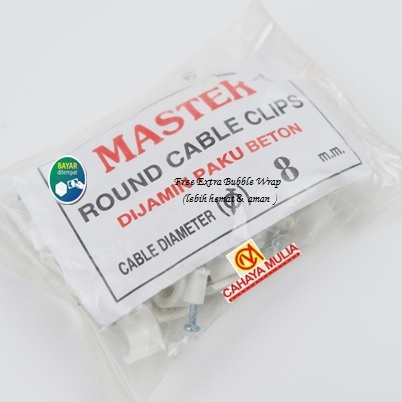 MASTER
ROUND CABLE CLIPS
DIJAMIN PAKU BETON
CABLE DIAMETER 8 m.m.
BAYAR
ditempat
Free Extra Bubble Wrap
(lebih hemat & aman )
CAHAYA MULIA